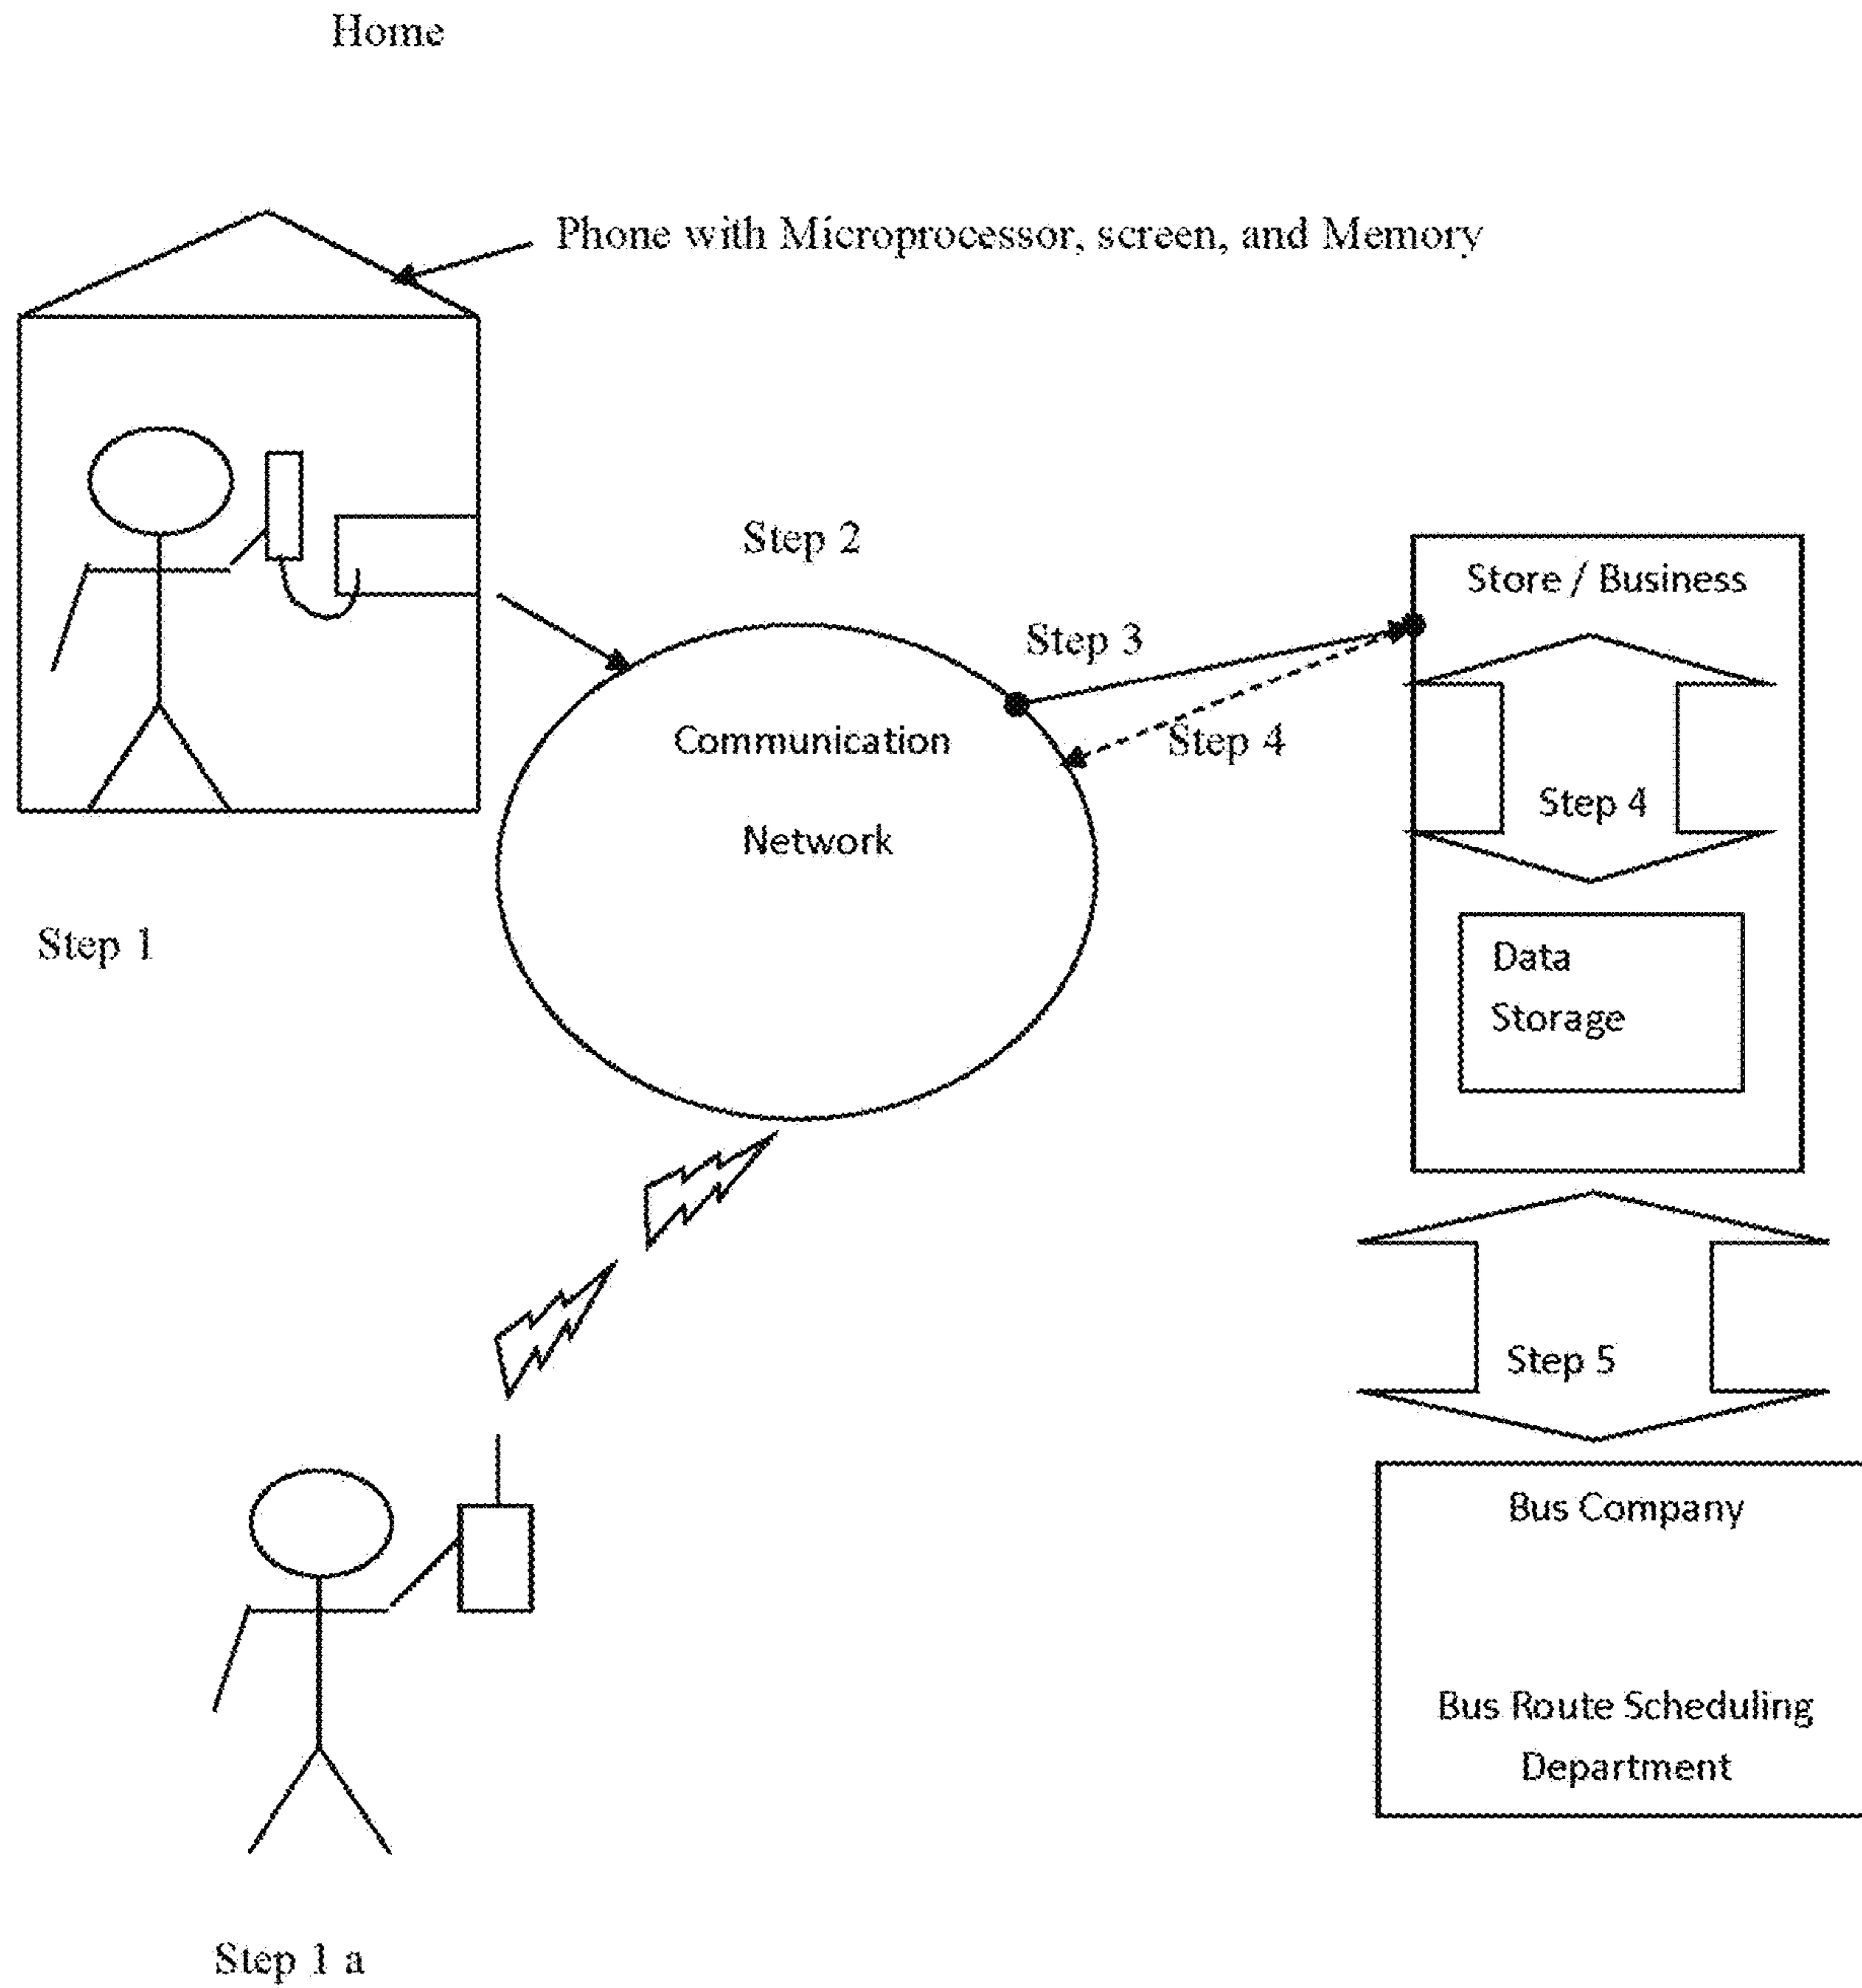 Home
Phone with Microprocessor, screen, and Memory
Step 2
Store / Business
Step 3
Communication
Step 4
Step 4
Network
Step 1
Data
Storage
Step 5
Bus Company
Bus Route Scheduling
Department
Step 1 a